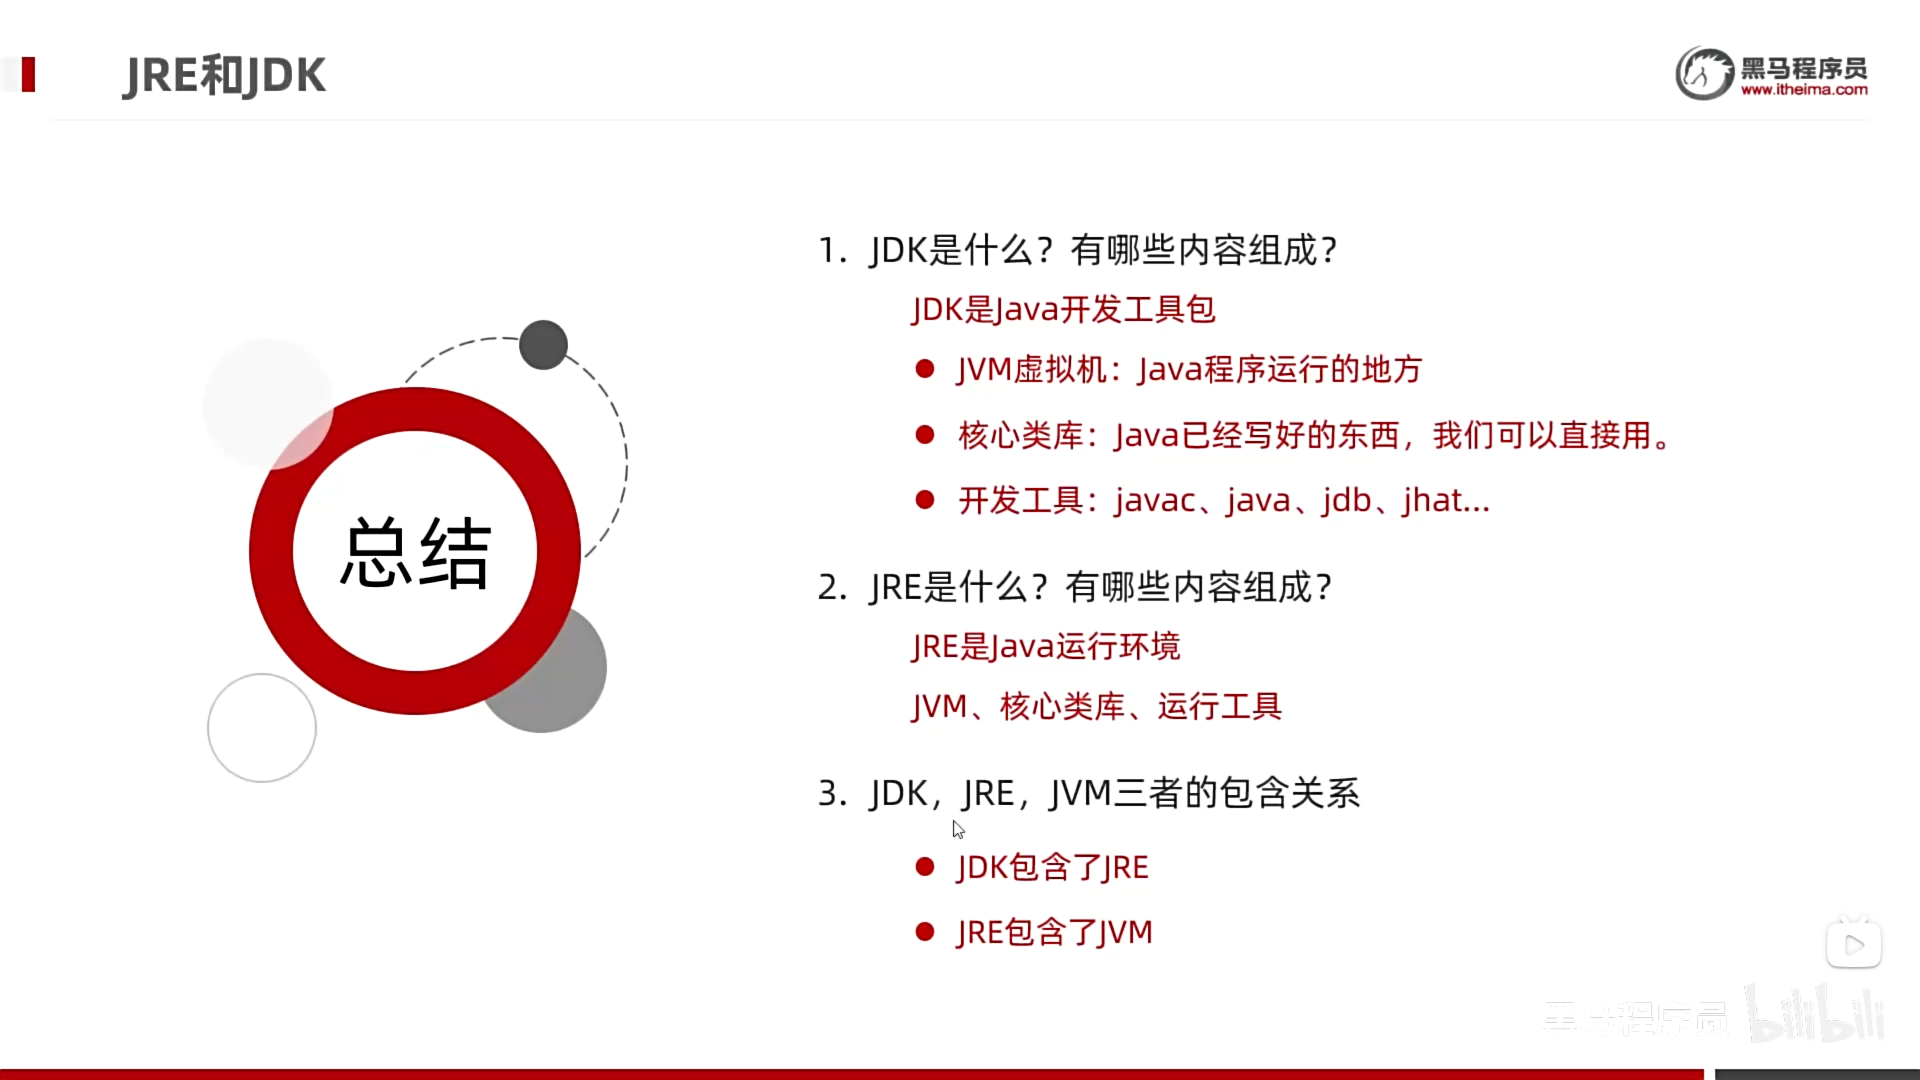 JRE和JDK
黑马程序员
www.itheima.com
总结
1. JDK是什么？有哪些内容组成？
JDK是Java开发工具包
● JVM虚拟机：Java程序运行的地方
● 核心类库：Java已经写好的东西，我们可以直接用。
● 开发工具：javac、java、jdb、jhat...
2. JRE是什么？有哪些内容组成？
JRE是Java运行环境
JVM、核心类库、运行工具
3. JDK，JRE，JVM三者的包含关系
● JDK包含了JRE
● JRE包含了JVM
黑马程序员 bilibili